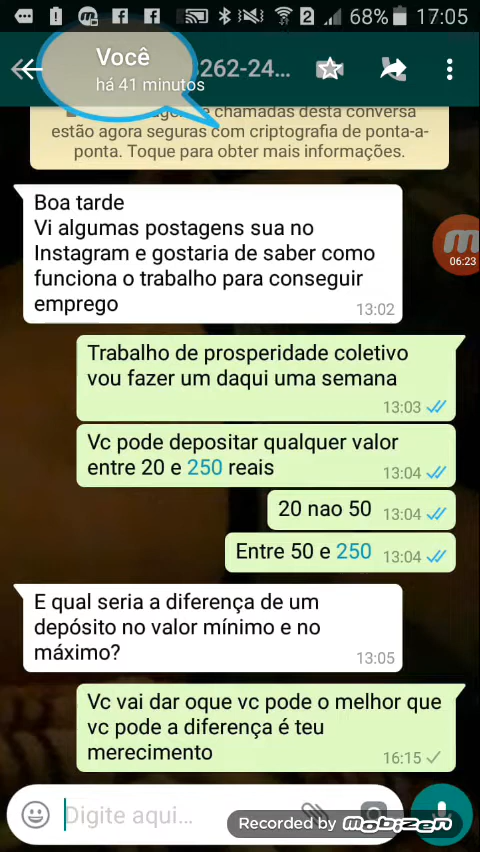 2 68% 17:05
Você
262-24...
há 41 minutos
chamadas desta conversa
estão agora seguras com criptografia de ponta-a-
ponta. Toque para obter mais informações.
Boa tarde
Vi algumas postagens sua no
Instagram e gostaria de saber como
funciona o trabalho para conseguir
emprego
13:02
06:23
Trabalho de prosperidade coletivo
vou fazer um daqui uma semana
13:03
Vc pode depositar qualquer valor
entre 20 e 250 reais
13:04
20 nao 50 13:04
Entre 50 e 250 13:04
E qual seria a diferença de um
depósito no valor mínimo e no
máximo?
13:05
Vc vai dar oque vc pode o melhor que
vc pode a diferença é teu
merecimento
16:15
Digite aqui...
Recorded by mobizen